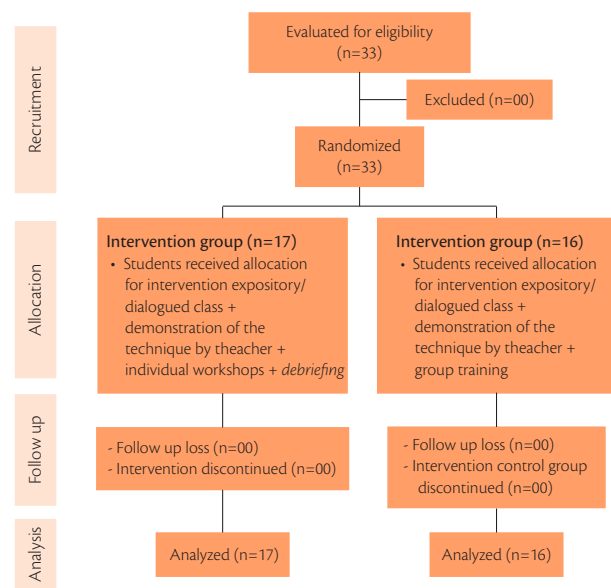 Recruitment
Evaluated for eligibility
(n=33)
Excluded (n=00)
Randomized
(n=33)
Allocation
Intervention group (n=17)
• Students received allocation
for intervention expository/
dialogued class +
demonstration of the
technique by theacher +
individual workshops + debriefing
Intervention group (n=16)
• Students received allocation
for intervention expository/
dialogued class +
demonstration of the
technique by theacher +
group training
Follow up
- Follow up loss (n=00)
- Intervention discontinued (n=00)
- Follow up loss (n=00)
- Intervention control group
discontinued (n=00)
Analysis
Analyzed (n=17)
Analyzed (n=16)